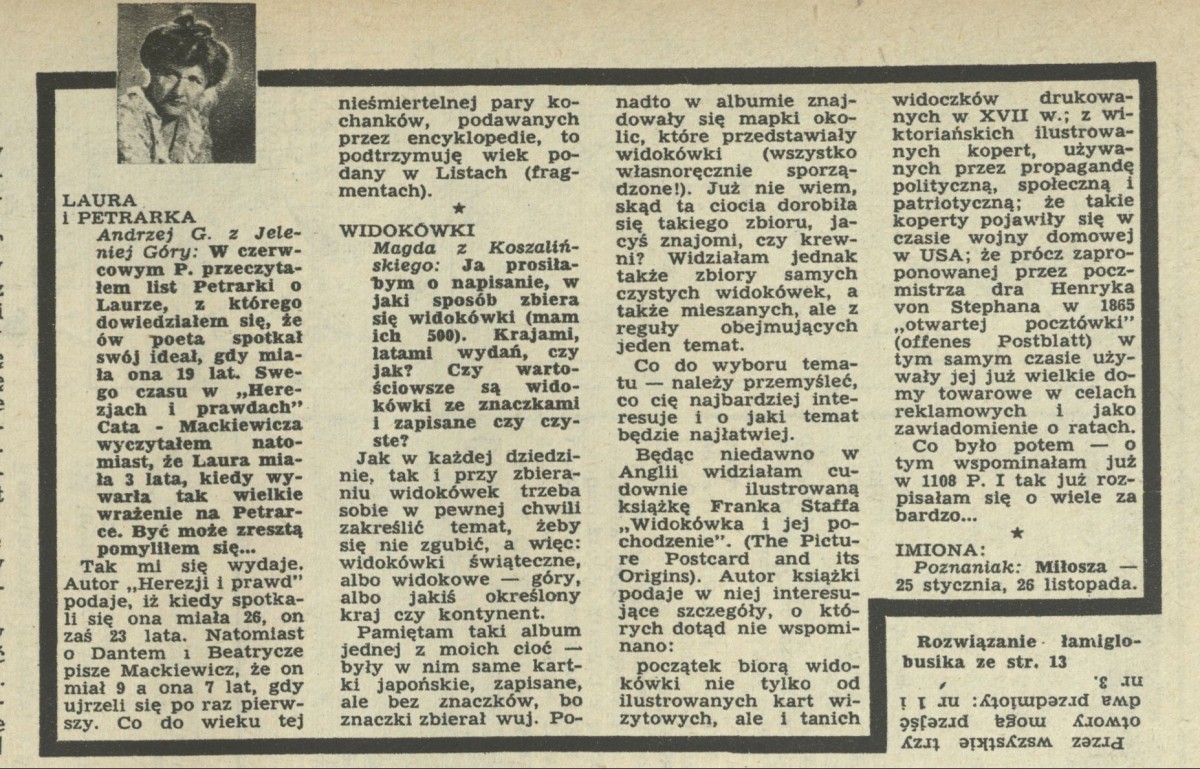 LAURA
i PETRARKA
Andrzej G. z Jele-
niej Góry: W czerw-
cowym P. przeczyta-
łem list Petrarki o
Laurze, z którego
dowiedziałem się, że
ów poeta spotkał
swój ideał, gdy mia-
ła ona 19 lat. Swe-
go czasu w „Here-
zjach i prawdach”
Cata - Mackiewicza
wyczytałem nato-
miast, że Laura mia-
ła 3 lata, kiedy wy-
warła tak wielkie
wrażenie na Petrar-
ce. Być może zresztą
pomyliłem się...
Tak mi się wydaje.
Autor „Herezji i prawd”
podaje, iż kiedy spotka-
li się ona miała 26, on
zaś 23 lata. Natomiast
o Dantem i Beatrycze
pisze Mackiewicz, że on
miał 9 a ona 7 lat, gdy
ujrzeli się po raz pierw-
szy. Co do wieku tej
nieśmiertelnej pary ko-
chanków, podawanych
przez encyklopedie, to
podtrzymuję wiek po-
dany w Listach (frag-
mentach).
★
WIDOKÓWKI
Magda z Koszaliń-
skiego: Ja prosiła-
bym o napisanie, w
jaki sposób zbiera
się widokówki (mam
ich 500). Krajami,
latami wydań, czy
jak? Czy warto-
ściowsze są wido-
kówki ze znaczkami
i zapisane czy czy-
ste?
Jak w każdej dziedzi-
nie, tak i przy zbiera-
niu widokówek trzeba
sobie w pewnej chwili
zakreślić temat, żeby
się nie zgubić, a więc:
widokówki świąteczne,
albo widokowe — góry,
albo jakiś określony
kraj czy kontynent.
Pamiętam taki album
jednej z moich cioć —
były w nim same kart-
ki japońskie, zapisane,
ale bez znaczków, bo
znaczki zbierał wuj. Po-
nadto w albumie znaj-
dowały się mapki oko-
lic, które przedstawiały
widokówki (wszystko
własnoręcznie sporzą-
dzone!). Już nie wiem,
skąd ta ciocia dorobiła
się takiego zbioru, ja-
cyś znajomi, czy krew-
ni? Widziałam jednak
także zbiory samych
czystych widokówek, a
także mieszanych, ale z
reguły obejmujących
jeden temat.
Co do wyboru tema-
tu — należy przemyśleć,
co cię najbardziej inte-
resuje i o jaki temat
będzie najłatwiej.
Będąc niedawno w
Anglii widziałam cu-
downie ilustrowaną
książkę Franka Staffa
„Widokówka i jej po-
chodzenie”. (The Pictu-
re Postcard and its
Origins). Autor książki
podaje w niej interesu-
jące szczegóły, o któ-
rych dotąd nie wspomi-
nano:
początek biorą wido-
kówki nie tylko od
ilustrowanych kart wi-
zytowych, ale i tanich
widoczków drukowa-
nych w XVII w.; z wi-
ktoriańskich ilustrowa-
nych kopert, używa-
nych przez propagandę
polityczną, społeczną i
patriotyczną; że takie
koperty pojawiły się w
czasie wojny domowej
w USA; że prócz zapro-
ponowanej przez pocz-
mistrza dra Henryka
von Stephana w 1865
„otwartej pocztówki”
(offenes Postblatt) w
tym samym czasie uży-
wały jej już wielkie do-
my towarowe w celach
reklamowych i jako
zawiadomienie o ratach.
Co było potem — o
tym wspominałam już
w 1108 P. I tak już roz-
pisałam się o wiele za
bardzo...
★
IMIONA:
Poznaniak: Miłosza —
25 stycznia, 26 listopada.
Rozwiązanie łamigło-
busika ze str. 13
Przez wszystkie trzy
otwory mogą przejść
dwa przedmioty: nr 1 i
nr 3.